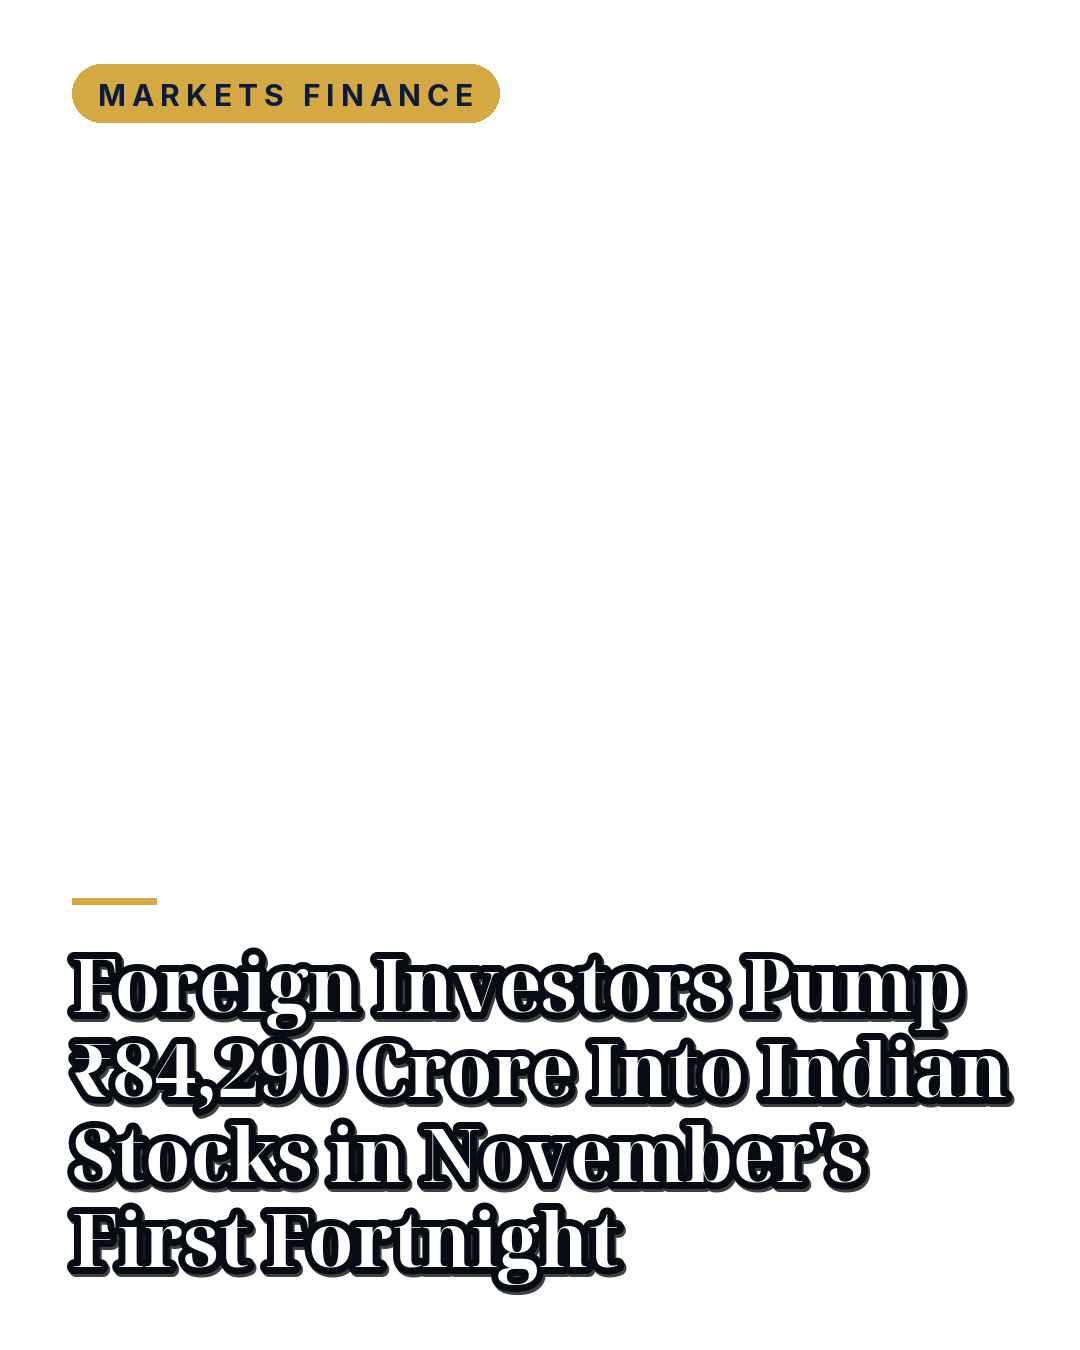 MARKETS FINANCE
Foreign Investors Pump
₹84,290 Crore Into Indian
Stocks in November's
First Fortnight